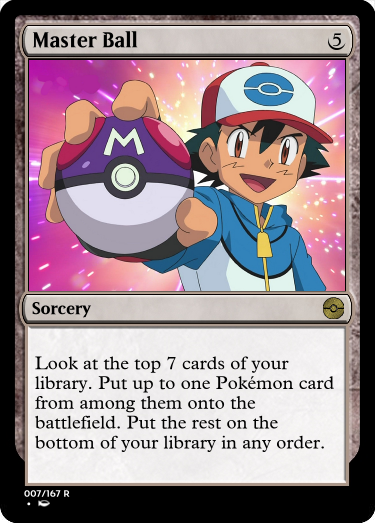 Master Ball 5
M
Sorcery
Look at the top 7 cards of your
library. Put up to one Pokémon card
from among them onto the
battlefield. Put the rest on the
bottom of your library in any order.
007/167 R